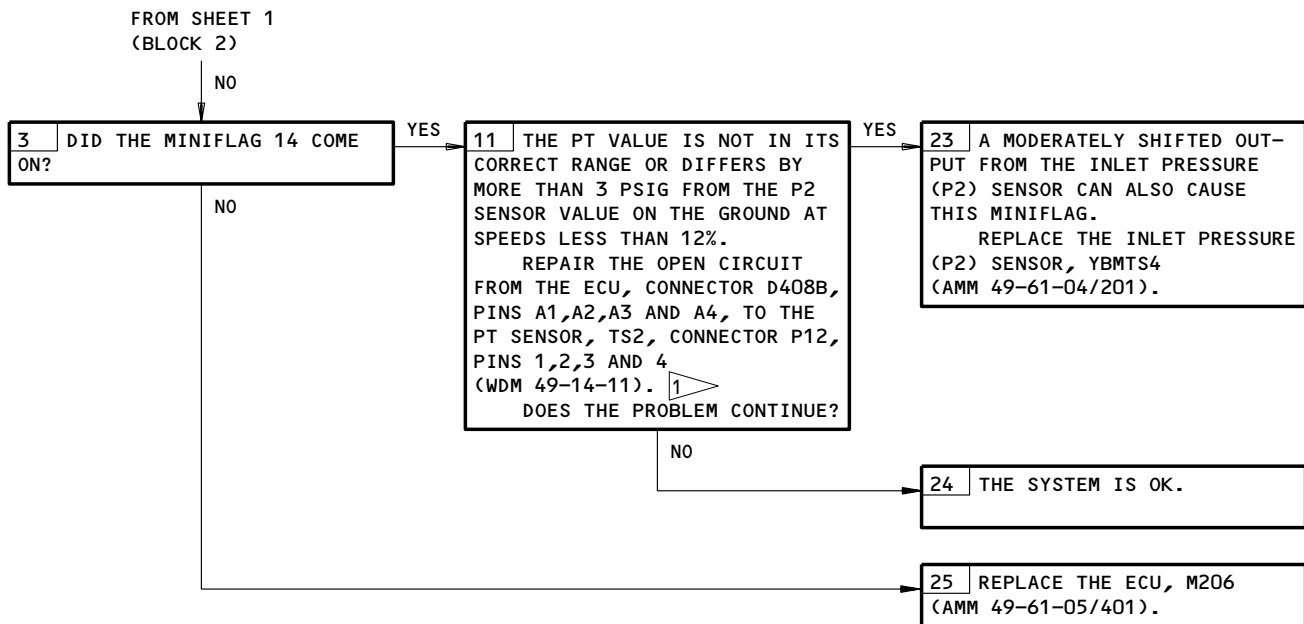 FROM SHEET 1
(BLOCK 2)
NO
3 DID THE MINIFLAG 14 COME
ON?
YES
NO
11 THE PT VALUE IS NOT IN ITS
CORRECT RANGE OR DIFFERS BY
MORE THAN 3 PSIG FROM THE P2
SENSOR VALUE ON THE GROUND AT
SPEEDS LESS THAN 12%.
REPAIR THE OPEN CIRCUIT
FROM THE ECU, CONNECTOR D408B,
PINS A1,A2,A3 AND A4, TO THE
PT SENSOR, TS2, CONNECTOR P12,
PINS 1,2,3 AND 4
(WDM 49-14-11). 1
DOES THE PROBLEM CONTINUE?
YES
NO
23 A MODERATELY SHIFTED OUT-
PUT FROM THE INLET PRESSURE
(P2) SENSOR CAN ALSO CAUSE
THIS MINIFLAG.
REPLACE THE INLET PRESSURE
(P2) SENSOR, YBMTS4
(AMM 49-61-04/201).
24 THE SYSTEM IS OK.
25 REPLACE THE ECU, M206
(AMM 49-61-05/401).